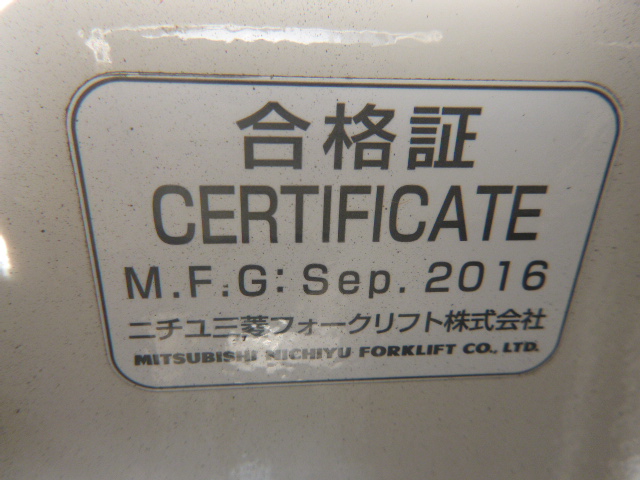 合格証
CERTIFICATE
M.F.G: Sep. 2016
ニチユ三菱フォークリフト株式会社
MITSUBISHI NICHIYU FORKLIFT CO., LTD.